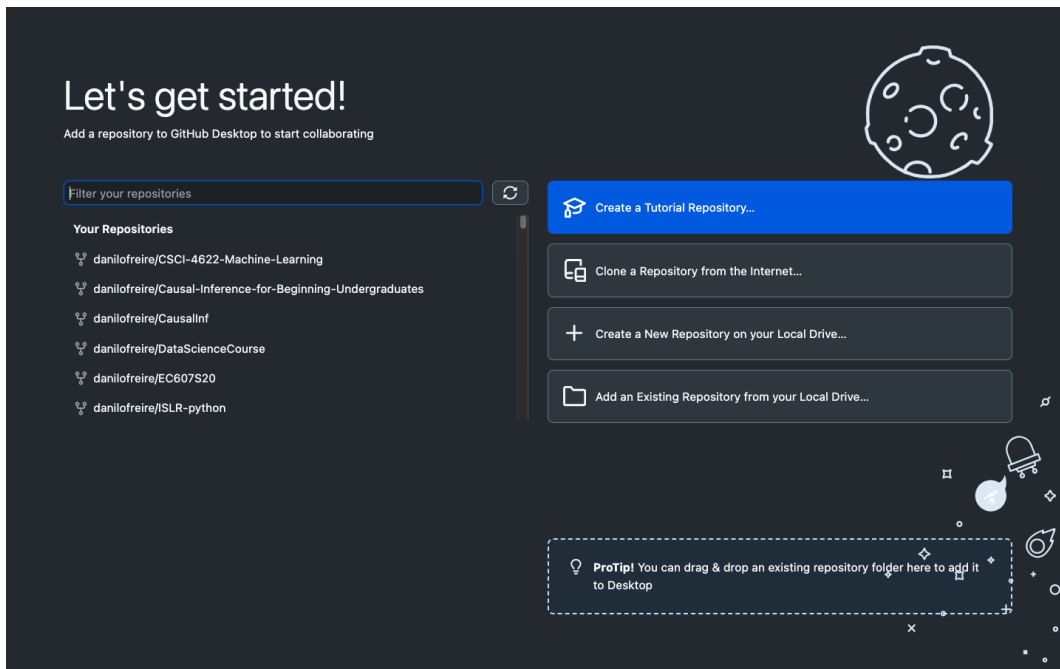 Let's get started!
Add a repository to GitHub Desktop to start collaborating
Filter your repositories
Your Repositories
danilofreire/CSCI-4622-Machine-Learning
danilofreire/Causal-Inference-for-Beginning-Undergraduates
danilofreire/CausalInf
danilofreire/DataScienceCourse
danilofreire/EC607S20
danilofreire/ISLR-python
Create a Tutorial Repository...
Clone a Repository from the Internet...
Create a New Repository on your Local Drive...
Add an Existing Repository from your Local Drive...
ProTip! You can drag & drop an existing repository folder here to add it
to Desktop